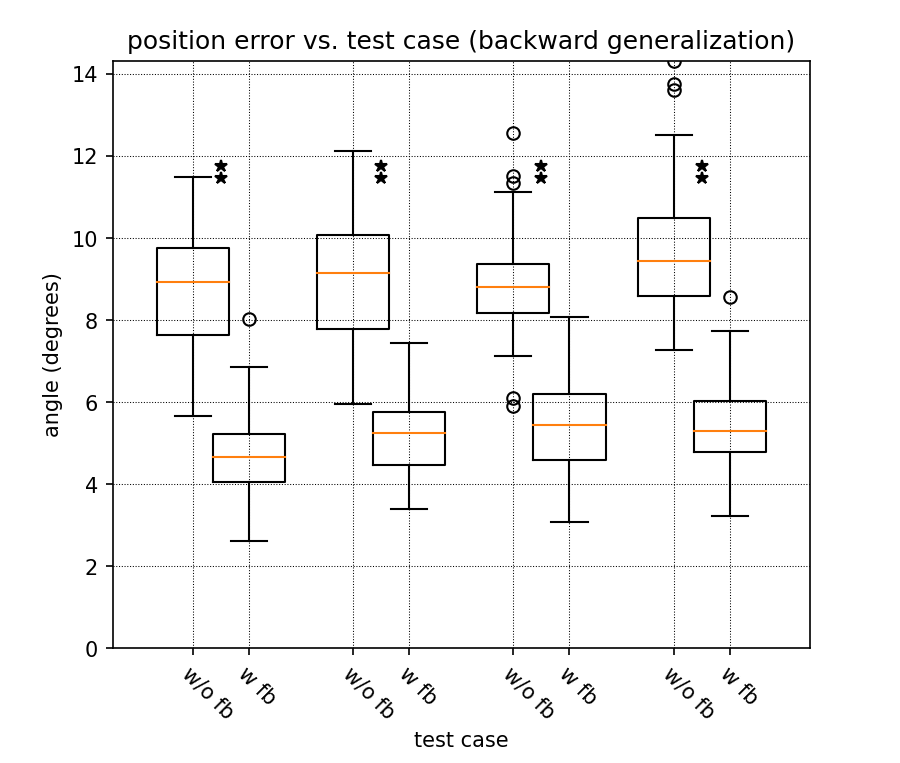 position error vs. test case (backward generalization)
14
12
10
8
6
4
2
0
angle (degrees)
w/o fb
w fb
w/o fb
w fb
w/o fb
w fb
w/o fb
w fb
test case